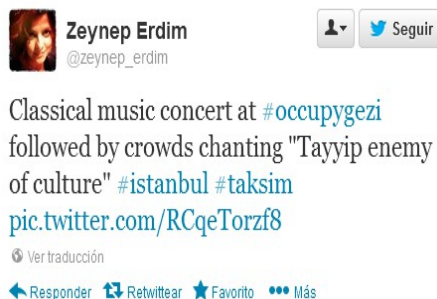 Zeynep Erdim
Seguir
@zeynep_erdim
Classical music concert at #occupygezi
followed by crowds chanting "Tayyip enemy
of culture" #istanbul #taksim
pic.twitter.com/RCqeTorzf8
Ver traducción
Responder Retwittear Favorito Más